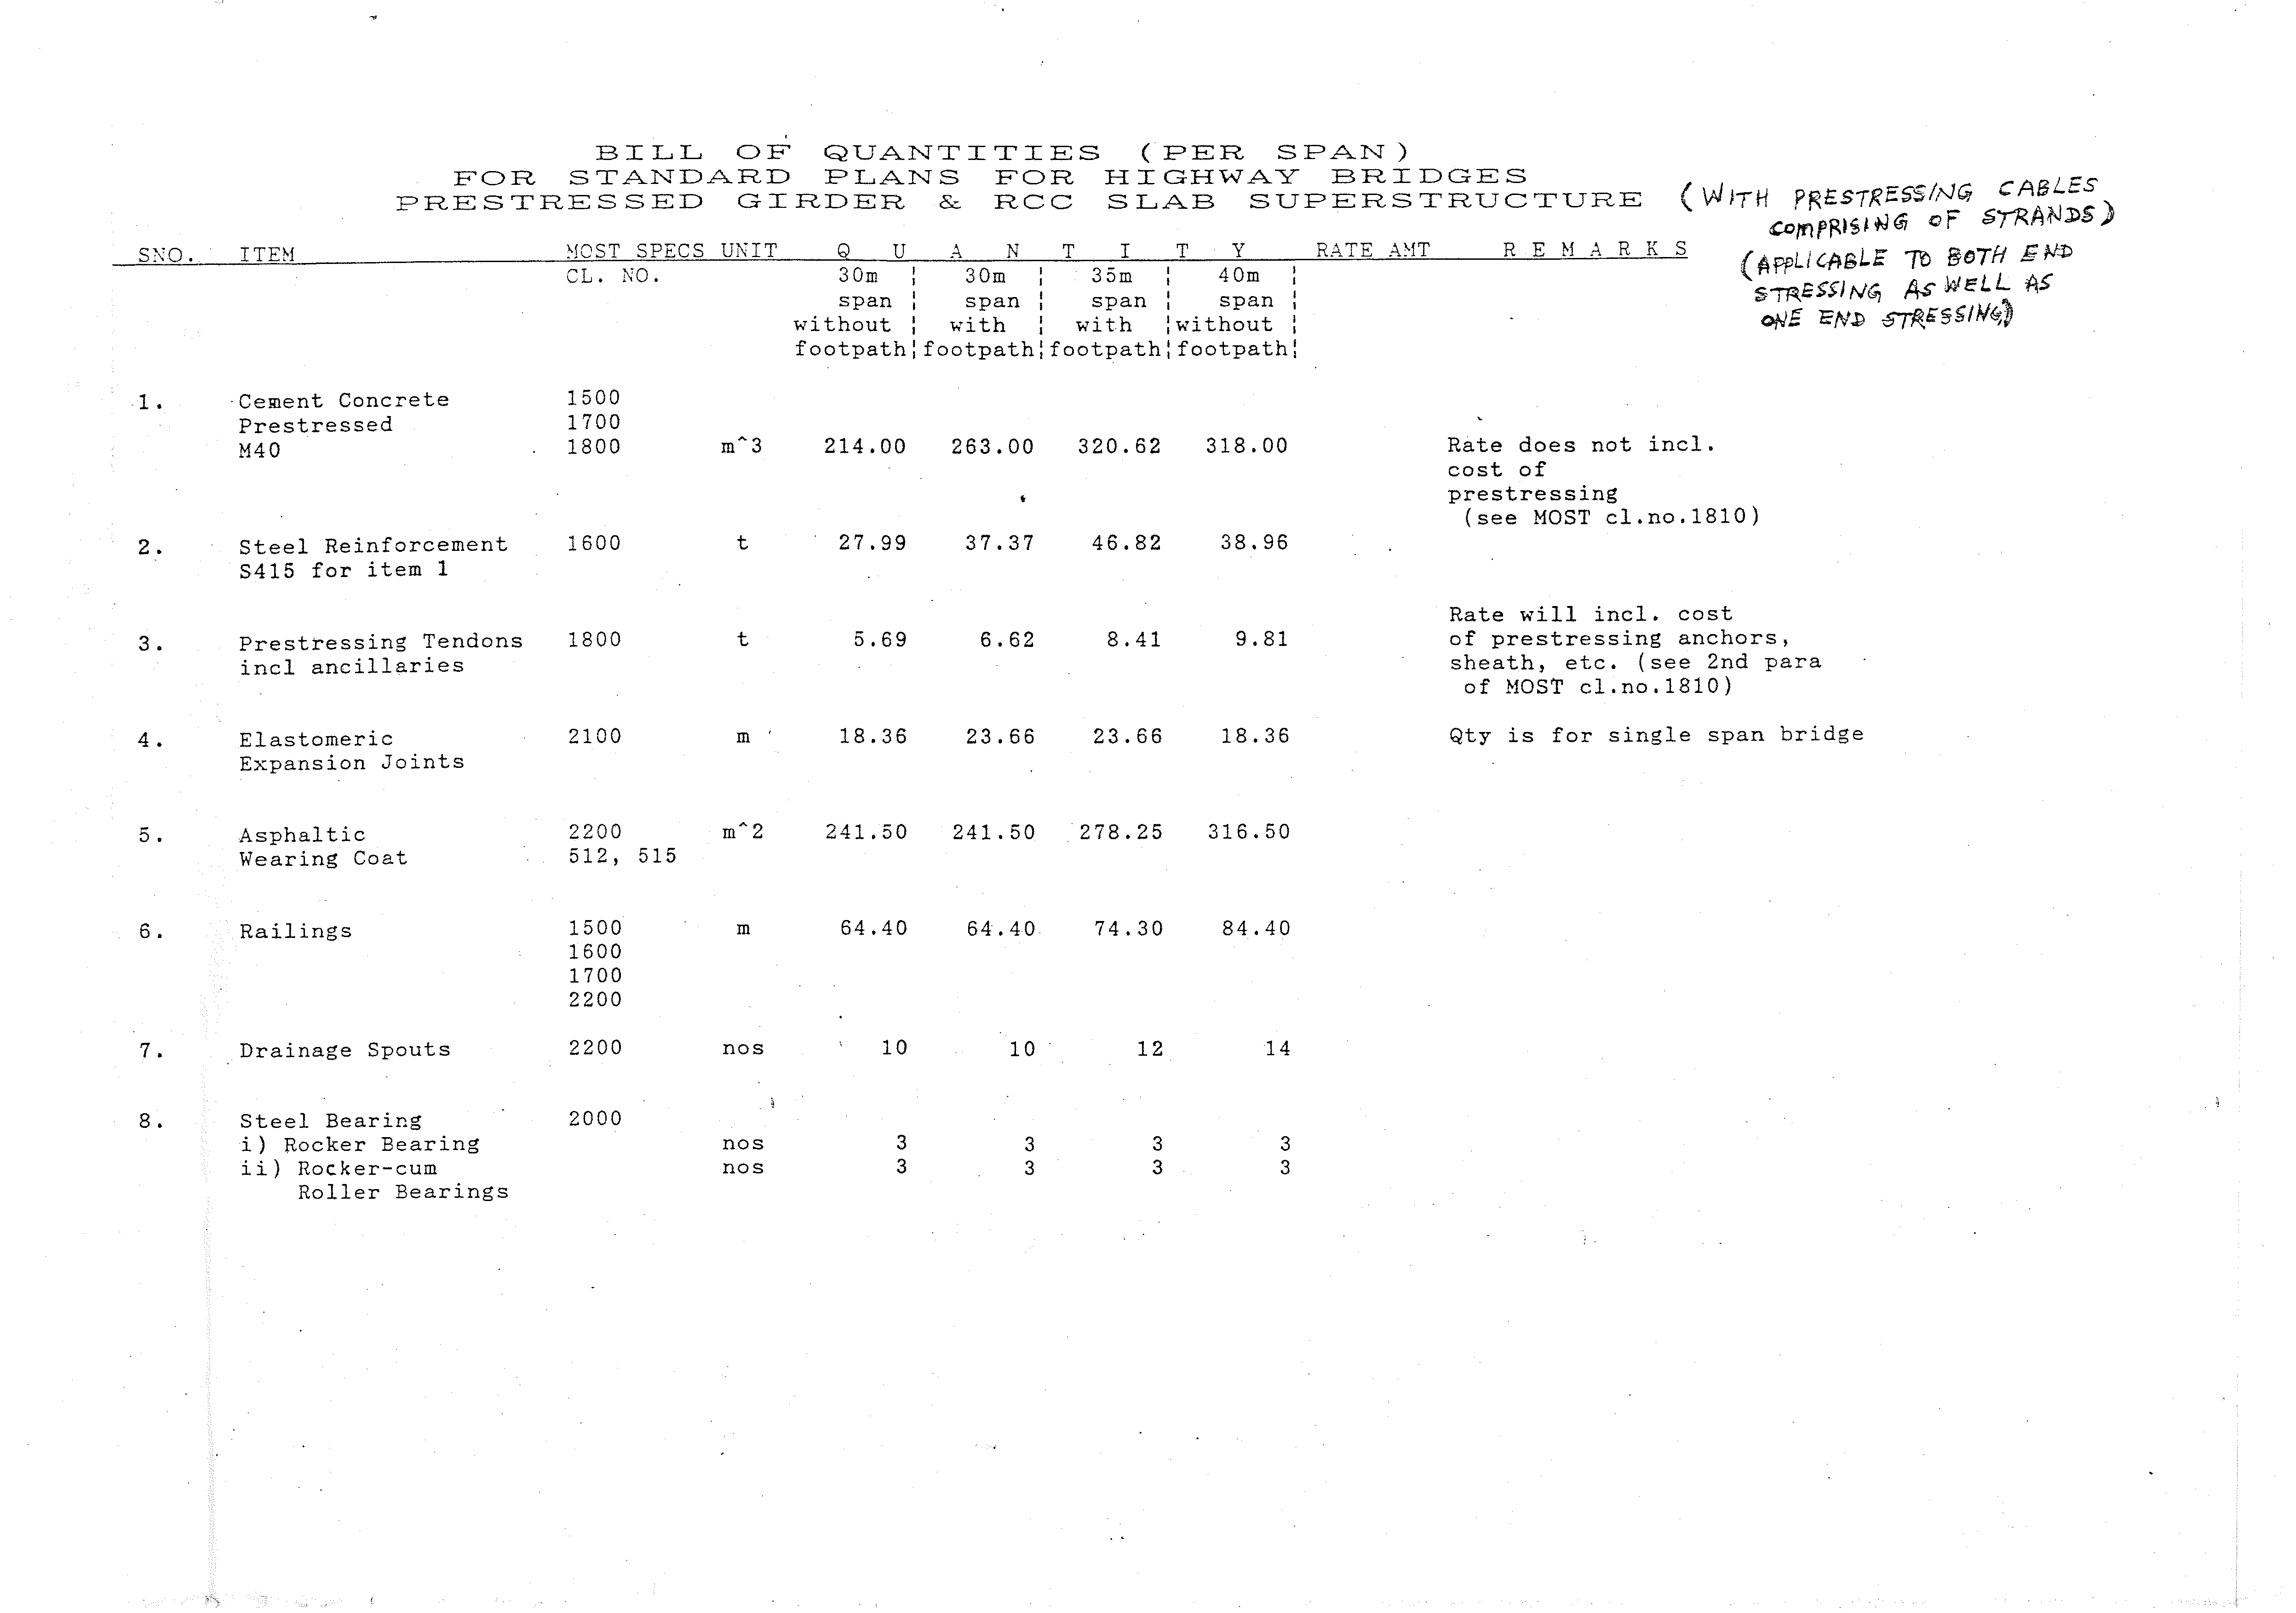 BILL OF QUANTITIES (PER SPAN)
FOR STANDARD PLANS FOR HIGHWAY BRIDGES
PRESTRESSED GIRDER & RCC SLAB SUPERSTRUCTURE (WITH PRESTRESSING CABLES
COMPRISING OF STRANDS)
(APPLICABLE TO BOTH END
STRESSING AS WELL AS
ONE END STRESSING)
SNO. ITEM MOST SPECS UNIT Q U A N T I T Y RATE AMT R E M A R K S
CL. NO. 30m ¦ 30m ¦ 35m ¦ 40m ¦
span ¦ span ¦ span ¦ span ¦
without ¦ with ¦ with ¦without ¦
footpath¦footpath¦footpath¦footpath¦
1. Cement Concrete 1500
Prestressed 1700
M40 1800 m^3 214.00 263.00 320.62 318.00 Rate does not incl.
cost of
prestressing
(see MOST cl.no.1810)
2. Steel Reinforcement 1600 t 27.99 37.37 46.82 38.96
S415 for item 1
Rate will incl. cost
3. Prestressing Tendons 1800 t 5.69 6.62 8.41 9.81 of prestressing anchors,
incl ancillaries sheath, etc. (see 2nd para
of MOST cl.no.1810)
4. Elastomeric 2100 m 18.36 23.66 23.66 18.36 Qty is for single span bridge
Expansion Joints
5. Asphaltic 2200 m^2 241.50 241.50 278.25 316.50
Wearing Coat 512, 515
6. Railings 1500 m 64.40 64.40 74.30 84.40
1600
1700
2200
7. Drainage Spouts 2200 nos 10 10 12 14
8. Steel Bearing 2000
i) Rocker Bearing nos 3 3 3 3
ii) Rocker-cum nos 3 3 3 3
Roller Bearings